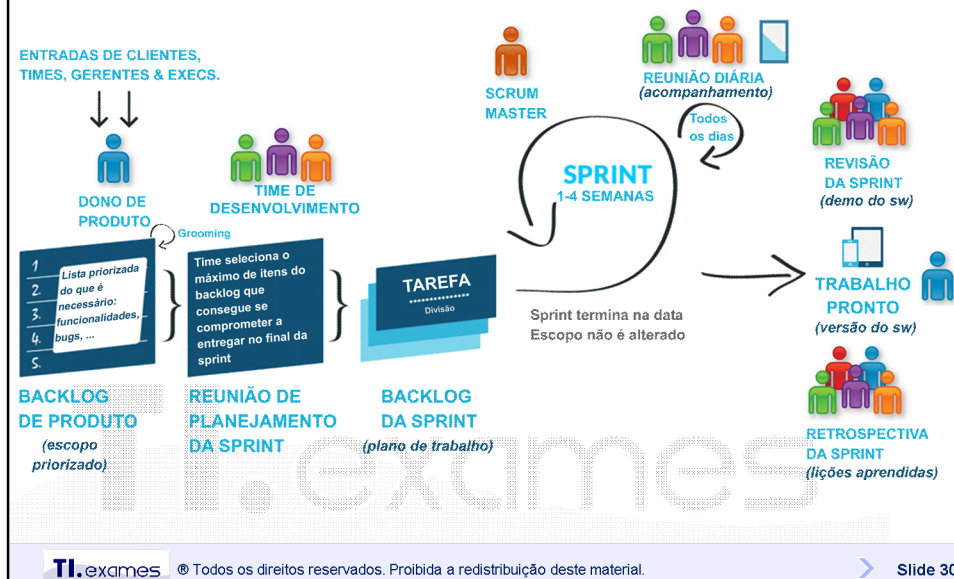 ENTRADAS DE CLIENTES,
TIMES, GERENTES & EXECS.
DONO DE
PRODUTO
Grooming
TIME DE
DESENVOLVIMENTO
SCRUM
MASTER
REUNIÃO DIÁRIA
(acompanhamento)
Todos
os dias
SPRINT
1-4 SEMANAS
REVISÃO
DA SPRINT
(demo do sw)
1
2.
3.
4.
5.
Lista priorizada
do que é
necessário:
funcionalidades,
bugs, ...
Time seleciona o
máximo de itens do
backlog que
consegue se
comprometer a
entregar no final da
sprint
TAREFA
Divisão
Sprint termina na data
Escopo não é alterado
TRABALHO
PRONTO
(versão do sw)
BACKLOG
DE PRODUTO
(escopo
priorizado)
REUNIÃO DE
PLANEJAMENTO
DA SPRINT
BACKLOG
DA SPRINT
(plano de trabalho)
RETROSPECTIVA
DA SPRINT
(lições aprendidas)
TI.exames
TI.exames ® Todos os direitos reservados. Proibida a redistribuição deste material.
Slide 30